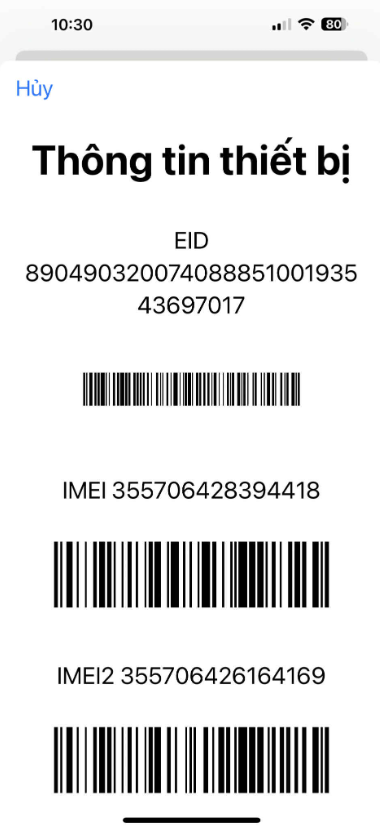 10:30
80
Hủy
Thông tin thiết bị
EID
890490320074088851001935
43697017
IMEI 355706428394418
IMEI2 355706426164169